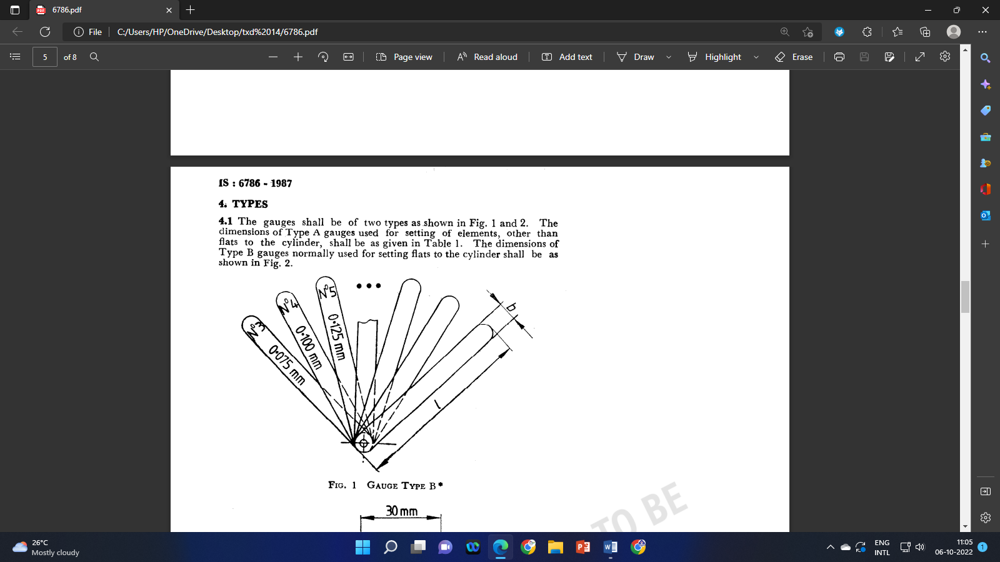 6786.pdf
File
C:/Users/HP/OneDrive/Desktop/txd%2014/6786.pdf
5 of 8
Page view
Read aloud
Add text
Draw
Highlight
Erase
IS : 6786 - 1987
4. TYPES
4.1 The gauges shall be of two types as shown in Fig. 1 and 2. The
dimensions of Type A gauges used for setting of elements, other than
flats to the cylinder, shall be as given in Table 1. The dimensions of
Type B gauges normally used for setting flats to the cylinder shall be as
shown in Fig. 2.
Nº3 0·075 mm
Nº4 0·100 mm
Nº5 0·125 mm
b
l
FIG. 1 GAUGE TYPE B*
30 mm
TO BE
26°C
Mostly cloudy
ENG
INTL
11:05
06-10-2022
1